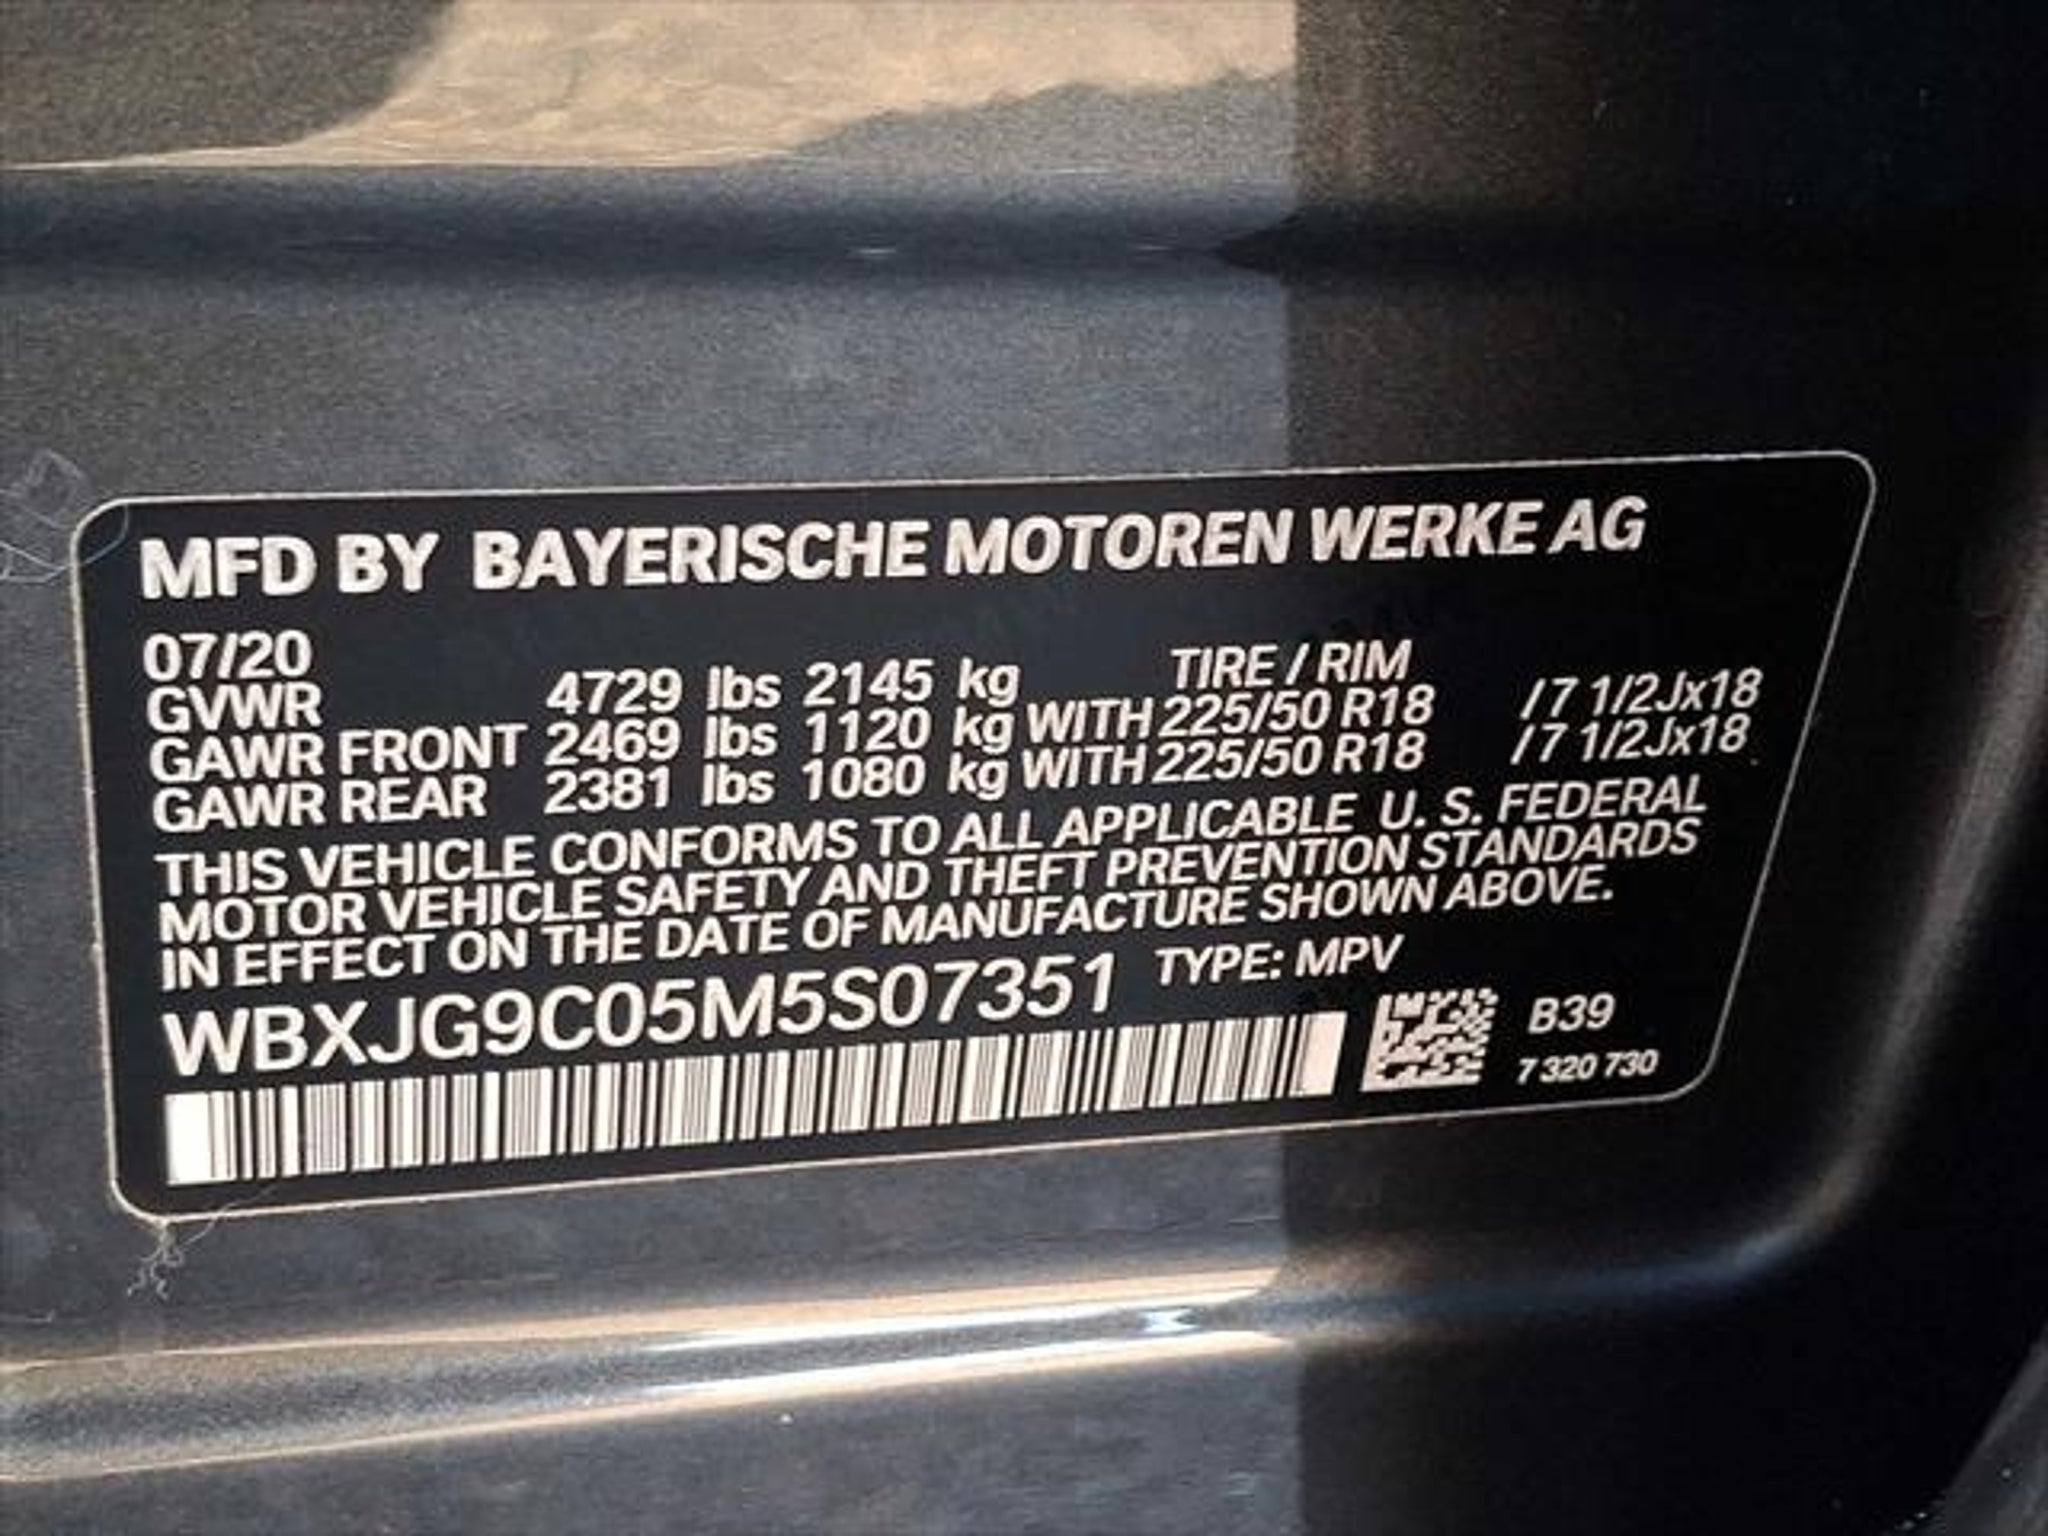 MFD BY BAYERISCHE MOTOREN WERKE AG
07/20 TIRE / RIM
GVWR 4729 lbs 2145 kg
GAWR FRONT 2469 lbs 1120 kg WITH 225/50 R18 / 7 1/2Jx18
GAWR REAR 2381 lbs 1080 kg WITH 225/50 R18 / 7 1/2Jx18
THIS VEHICLE CONFORMS TO ALL APPLICABLE U. S. FEDERAL
MOTOR VEHICLE SAFETY AND THEFT PREVENTION STANDARDS
IN EFFECT ON THE DATE OF MANUFACTURE SHOWN ABOVE.
WBXJG9C05M5S07351 TYPE: MPV
B39
7 320 730